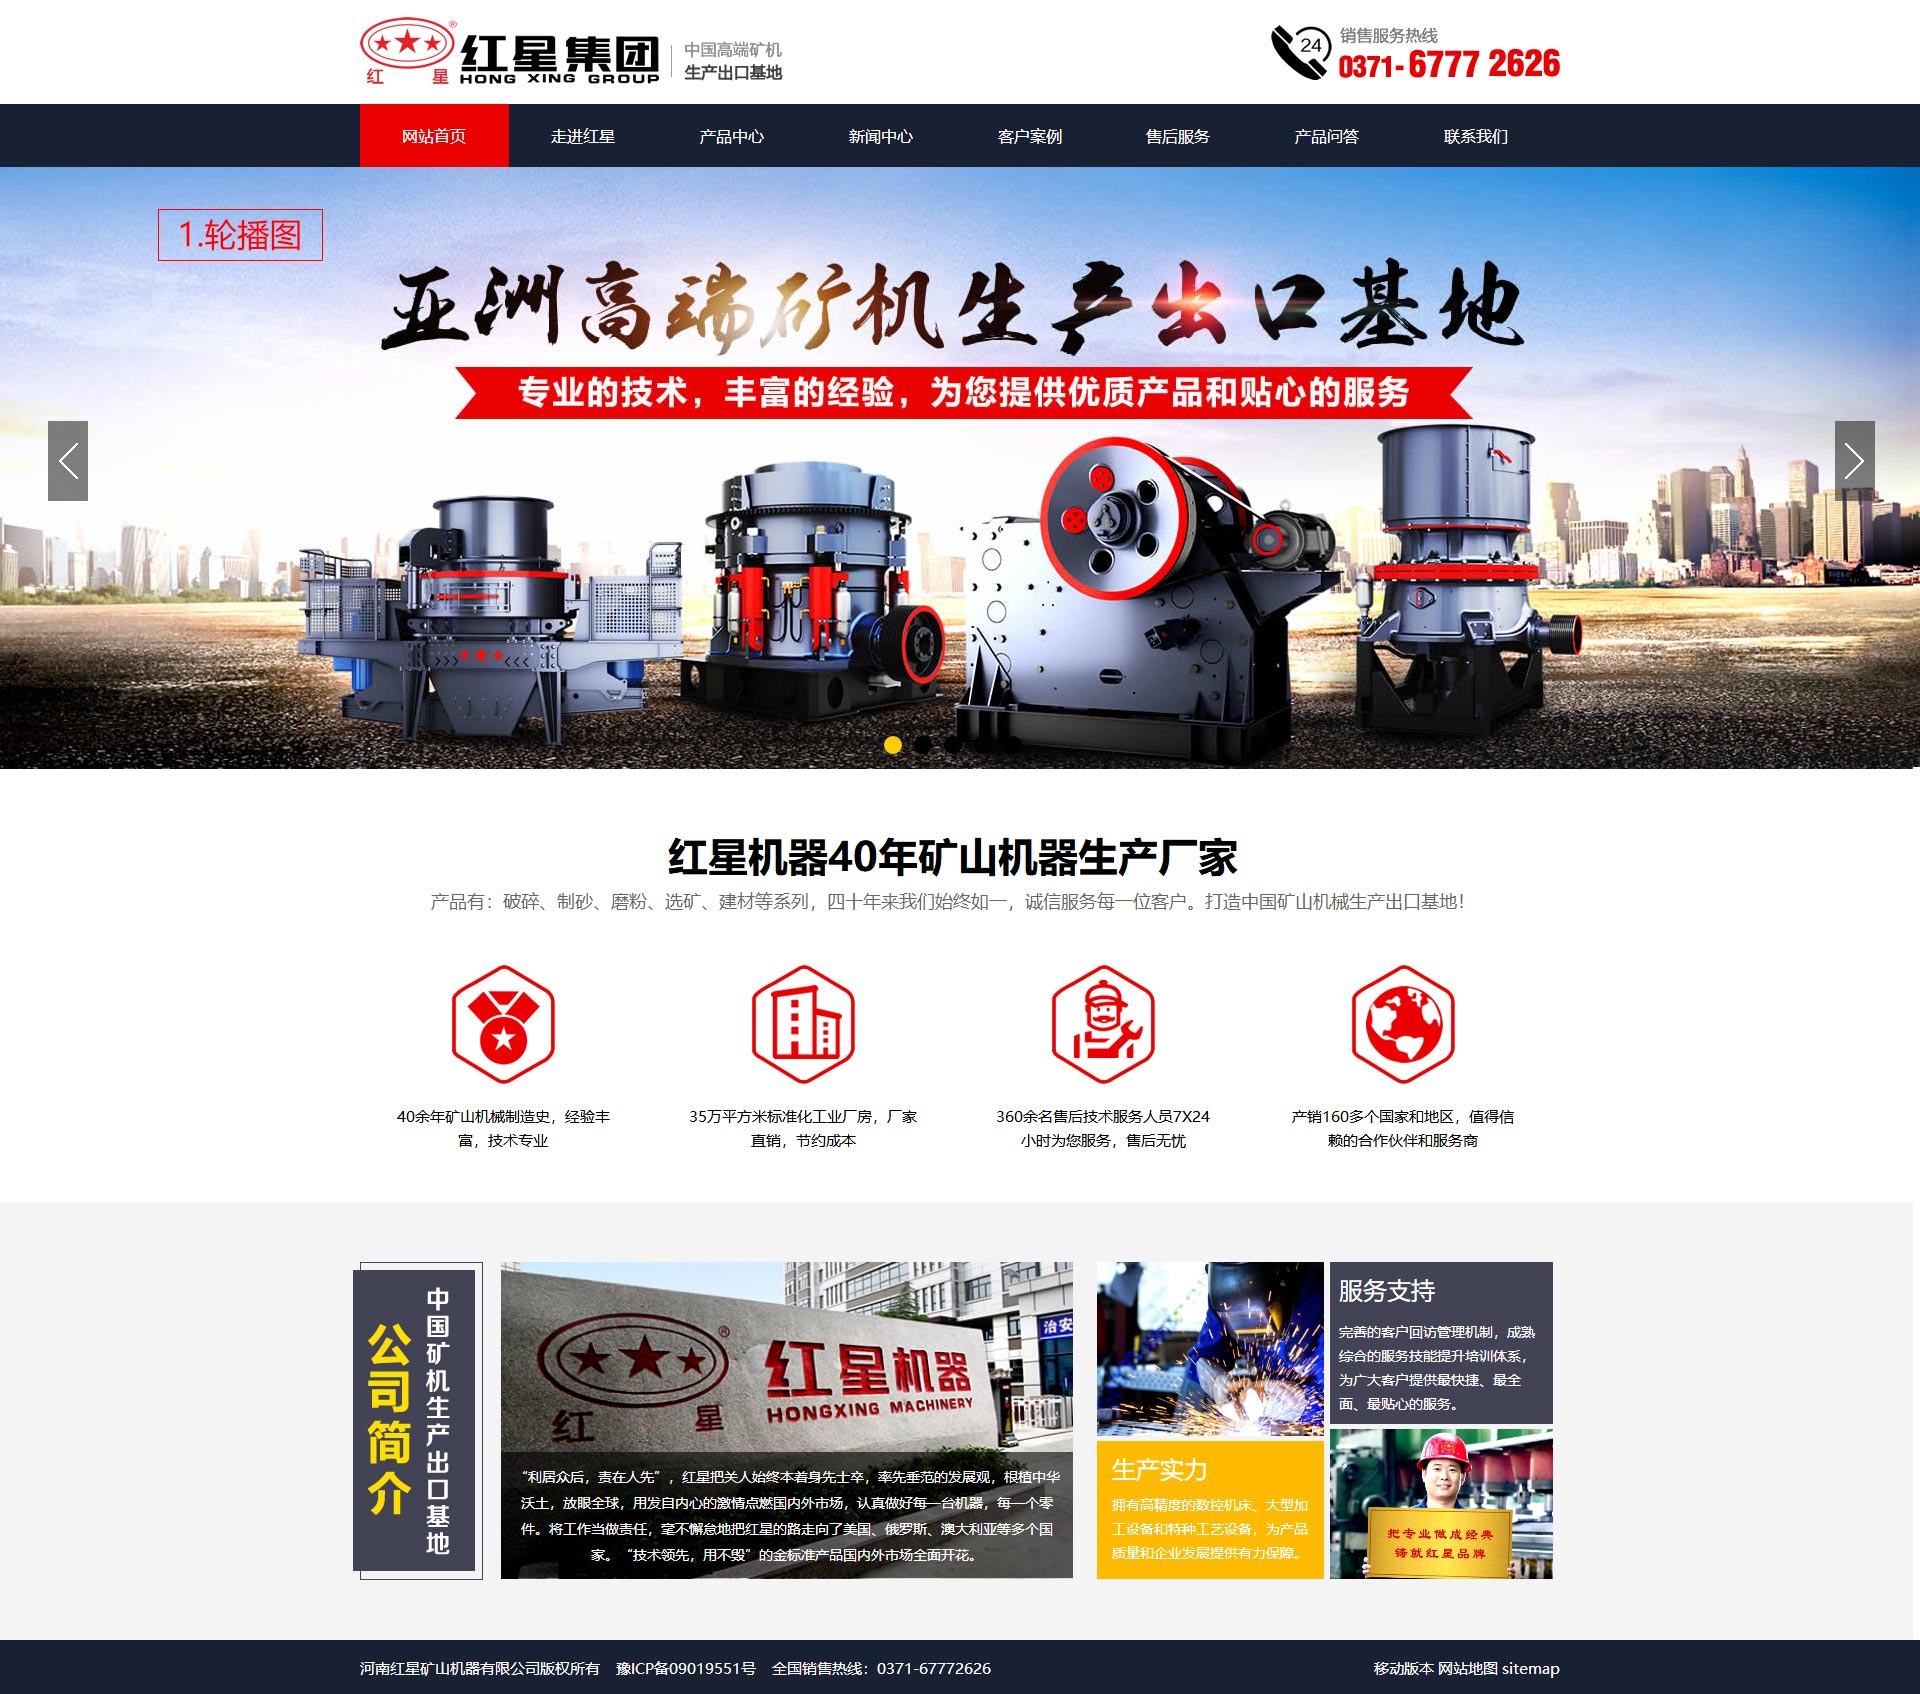 红星
红星集团
HONG XING GROUP
中国高端矿机
生产出口基地
24
销售服务热线
0371-6777 2626
网站首页
走进红星
产品中心
新闻中心
客户案例
售后服务
产品问答
联系我们
1.轮播图
亚洲高端矿机生产出口基地
专业的技术，丰富的经验，为您提供优质产品和贴心的服务
红星机器40年矿山机器生产厂家
产品有：破碎、制砂、磨粉、选矿、建材等系列，四十年来我们始终如一，诚信服务每一位客户。打造中国矿山机械生产出口基地！
40余年矿山机械制造史，经验丰
富，技术专业
35万平方米标准化工业厂房，厂家
直销，节约成本
360余名售后技术服务人员7X24
小时为您服务，售后无忧
产销160多个国家和地区，值得信
赖的合作伙伴和服务商
中国矿机生产出口基地
公司简介
治安
红星
红星机器
HONGXING MACHINERY
“利居众后，责在人先”，红星把关人始终本着身先士卒，率先垂范的发展观，根植中华
沃土，放眼全球，用发自内心的激情点燃国内外市场，认真做好每一台机器，每一个零
件。将工作当做责任，毫不懈怠地把红星的路走向了美国、俄罗斯、澳大利亚等多个国
家。“技术领先，用不毁”的金标准产品国内外市场全面开花。
服务支持
完善的客户回访管理机制，成熟
综合的服务技能提升培训体系，
为广大客户提供最快捷、最全
面、最贴心的服务。
生产实力
拥有高精度的数控机床、大型加
工设备和特种工艺设备，为产品
质量和企业发展提供有力保障。
把专业做成经典
铸就红星品牌
河南红星矿山机器有限公司版权所有 豫ICP备09019551号 全国销售热线：0371-67772626
移动版本 网站地图 sitemap